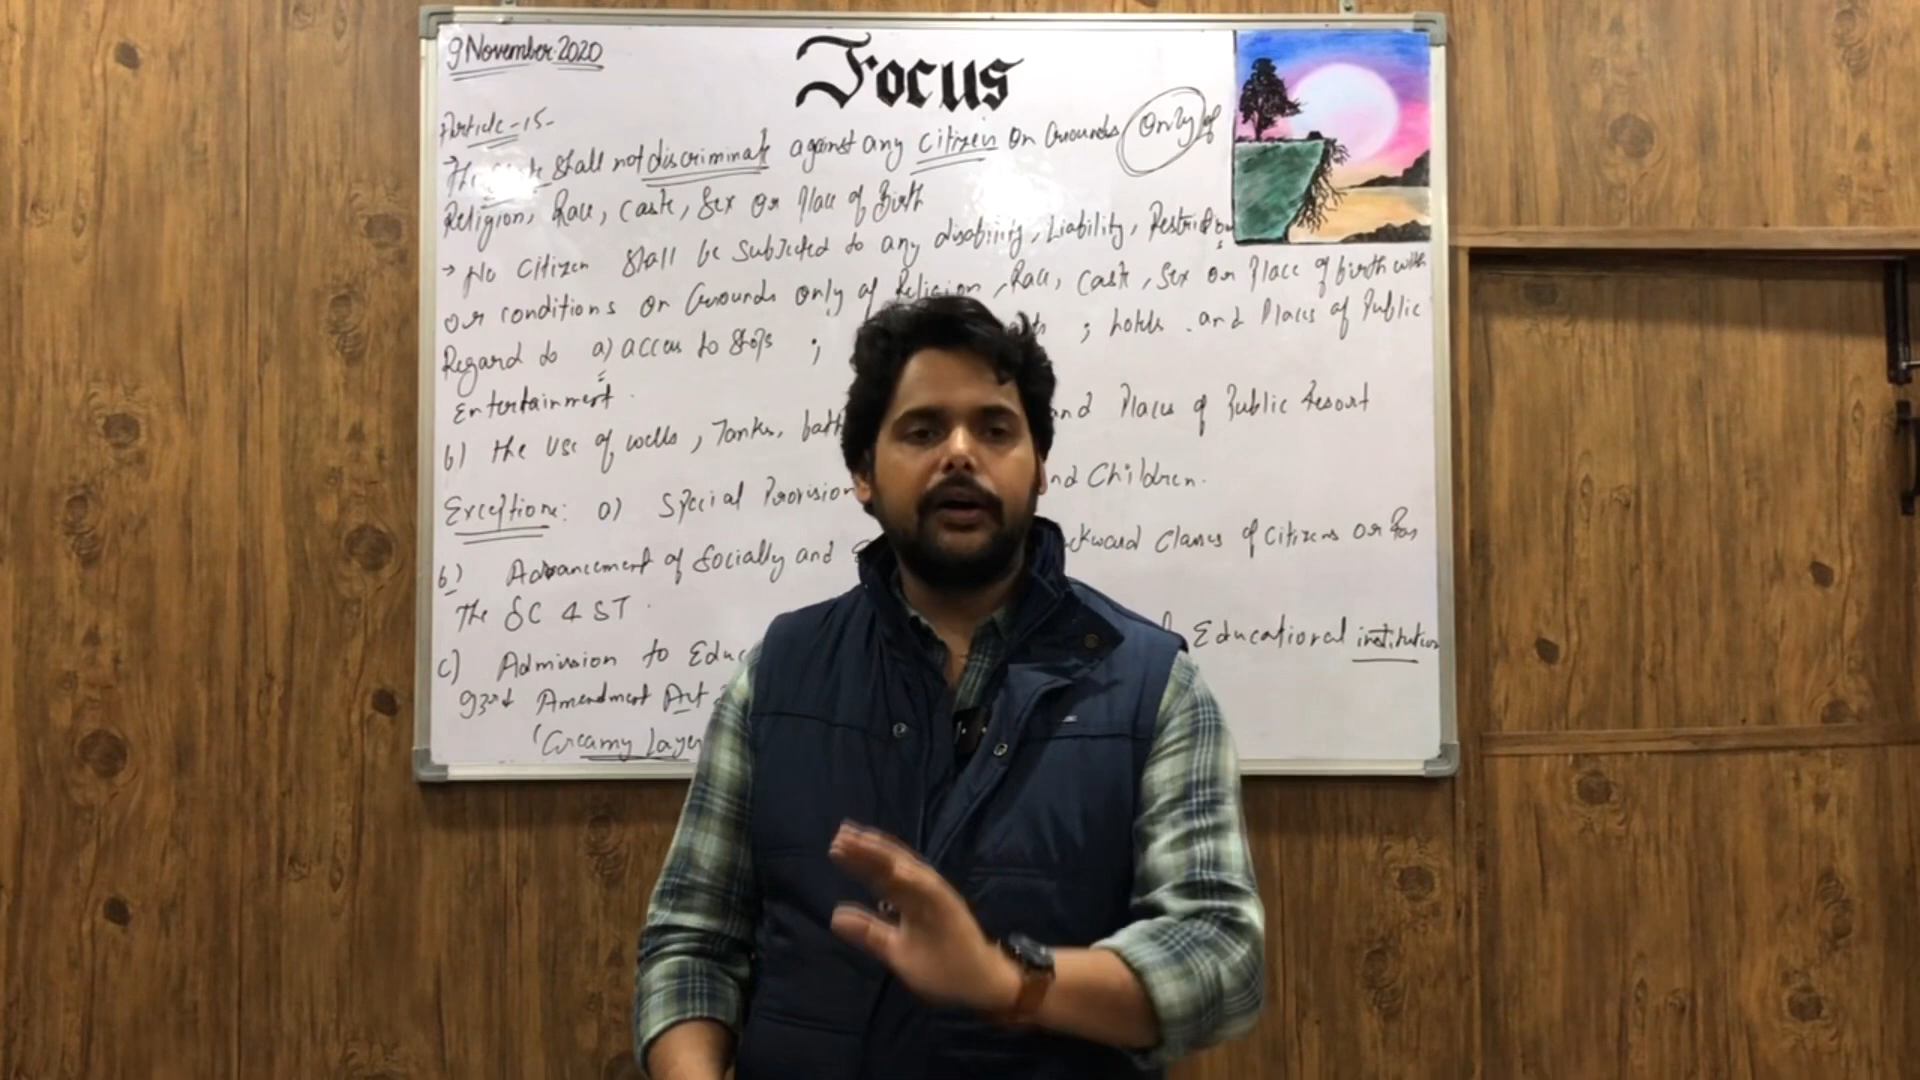 9 November 2020
Focus
Article-15-
→ The State Shall not discriminate against any citizen on Grounds Only of
Religion, Race, Caste, Sex or Place of Birth
→ No Citizen Shall be Subjected to any disability, Liability, Restrictions
or conditions on Grounds only of Religion, Race, Caste, Sex or Place of birth with
Regard to a) access to Shops ; ; hotels and Places of Public
Entertainment.
b) the Use of wells, Tanks, and Places of Public Resort
Exceptions: a) Special Provision and Children.
b) Advancement of Socially and Classes of citizens or for
The SC & ST.
c) Admission to Educational institution
93rd Amendment Act
(Creamy Layer